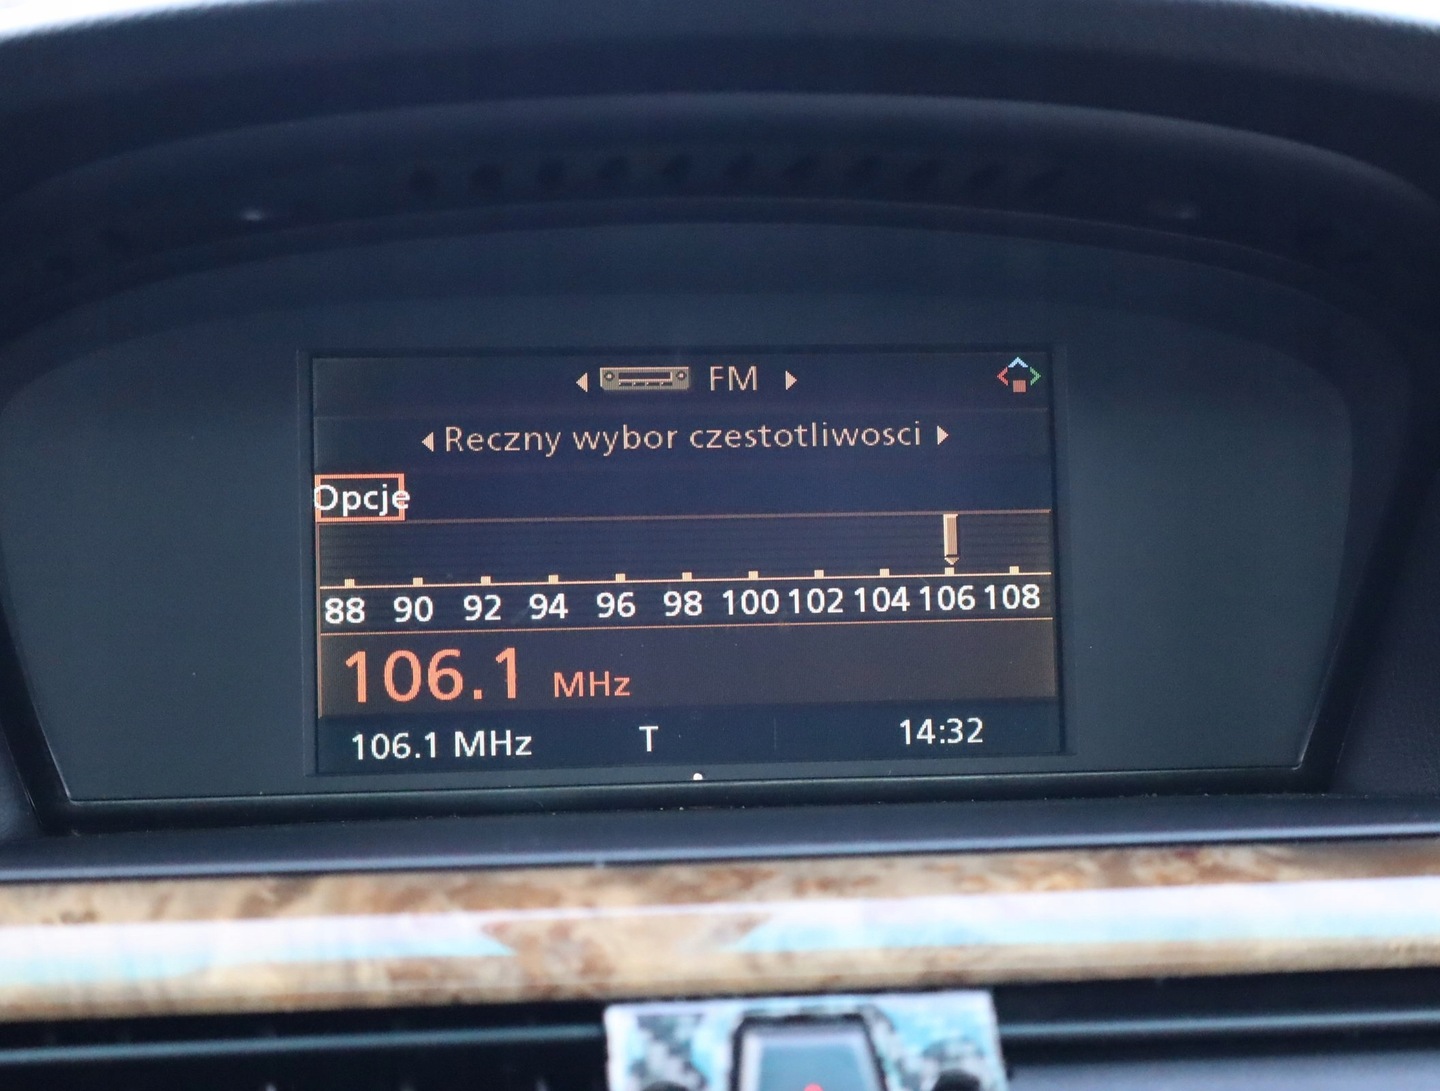 FM
Reczny wybor czestotliwosci
Opcje
88 90 92 94 96 98 100 102 104 106 108
106.1 MHz
106.1 MHz T 14:32